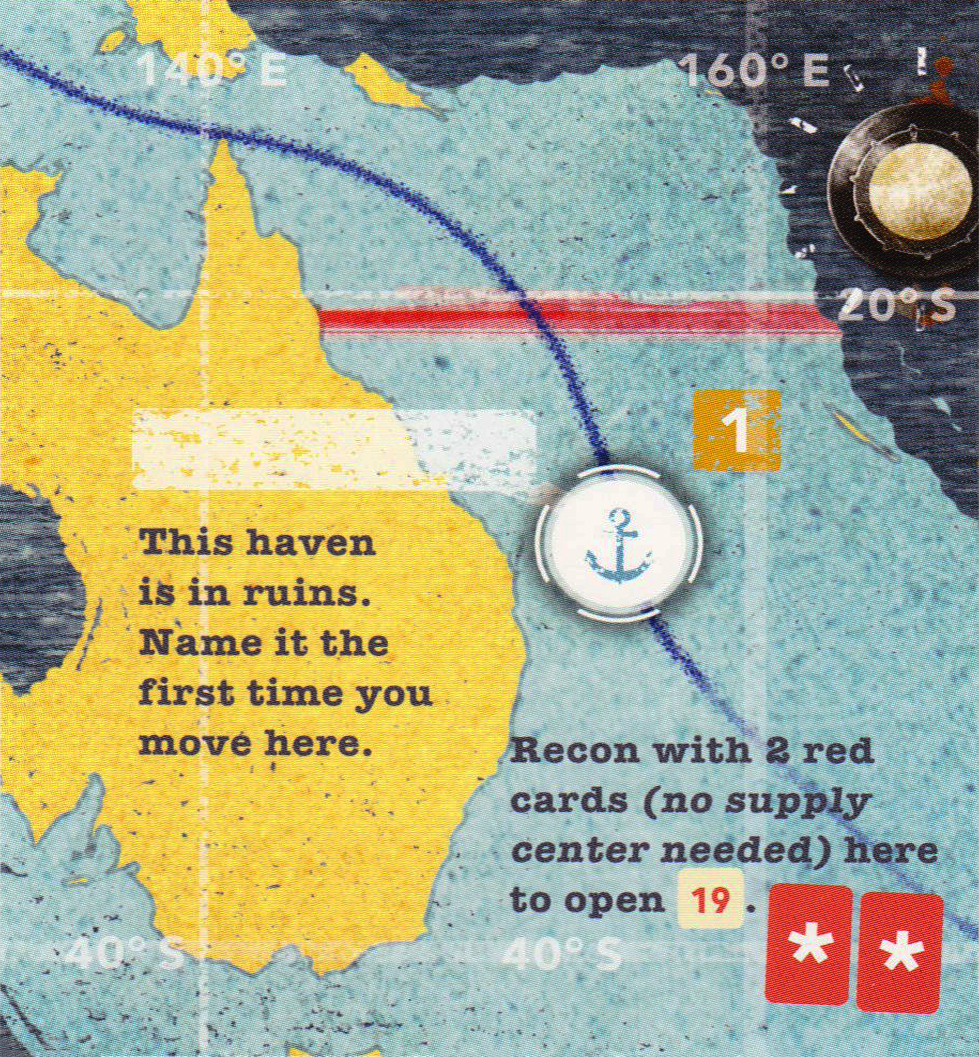 140° E
160° E
20° S
1
This haven
is in ruins.
Name it the
first time you
move here.
Recon with 2 red
cards (no supply
center needed) here
to open 19.
* *
40° S
40° S